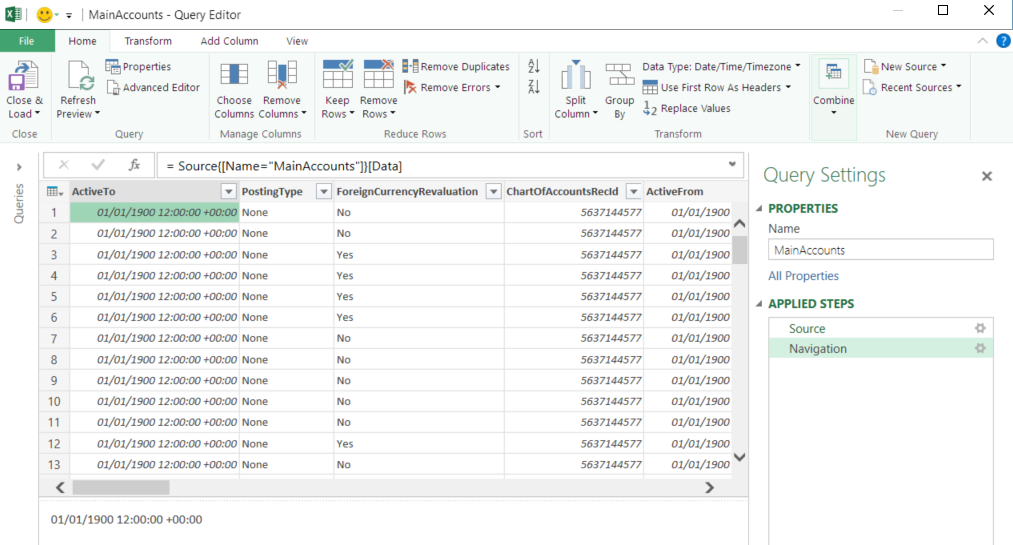 MainAccounts - Query Editor
File Home Transform Add Column View
Close & Load
Refresh Preview
Properties
Advanced Editor
Choose Columns
Remove Columns
Keep Rows
Remove Rows
Remove Duplicates
Remove Errors
Split Column
Group By
Data Type: Date/Time/Timezone
Use First Row As Headers
Replace Values
Combine
New Source
Recent Sources
Close Query Manage Columns Reduce Rows Sort Transform New Query
Queries
fx = Source{[Name="MainAccounts"]}[Data]
ActiveTo PostingType ForeignCurrencyRevaluation ChartOfAccountsRecId ActiveFrom
1 01/01/1900 12:00:00 +00:00 None No 5637144577 01/01/1900
2 01/01/1900 12:00:00 +00:00 None No 5637144577 01/01/1900
3 01/01/1900 12:00:00 +00:00 None Yes 5637144577 01/01/1900
4 01/01/1900 12:00:00 +00:00 None Yes 5637144577 01/01/1900
5 01/01/1900 12:00:00 +00:00 None Yes 5637144577 01/01/1900
6 01/01/1900 12:00:00 +00:00 None Yes 5637144577 01/01/1900
7 01/01/1900 12:00:00 +00:00 None No 5637144577 01/01/1900
8 01/01/1900 12:00:00 +00:00 None No 5637144577 01/01/1900
9 01/01/1900 12:00:00 +00:00 None No 5637144577 01/01/1900
10 01/01/1900 12:00:00 +00:00 None No 5637144577 01/01/1900
11 01/01/1900 12:00:00 +00:00 None No 5637144577 01/01/1900
12 01/01/1900 12:00:00 +00:00 None Yes 5637144577 01/01/1900
13 01/01/1900 12:00:00 +00:00 None No 5637144577 01/01/1900
01/01/1900 12:00:00 +00:00
Query Settings
PROPERTIES
Name
MainAccounts
All Properties
APPLIED STEPS
Source
Navigation